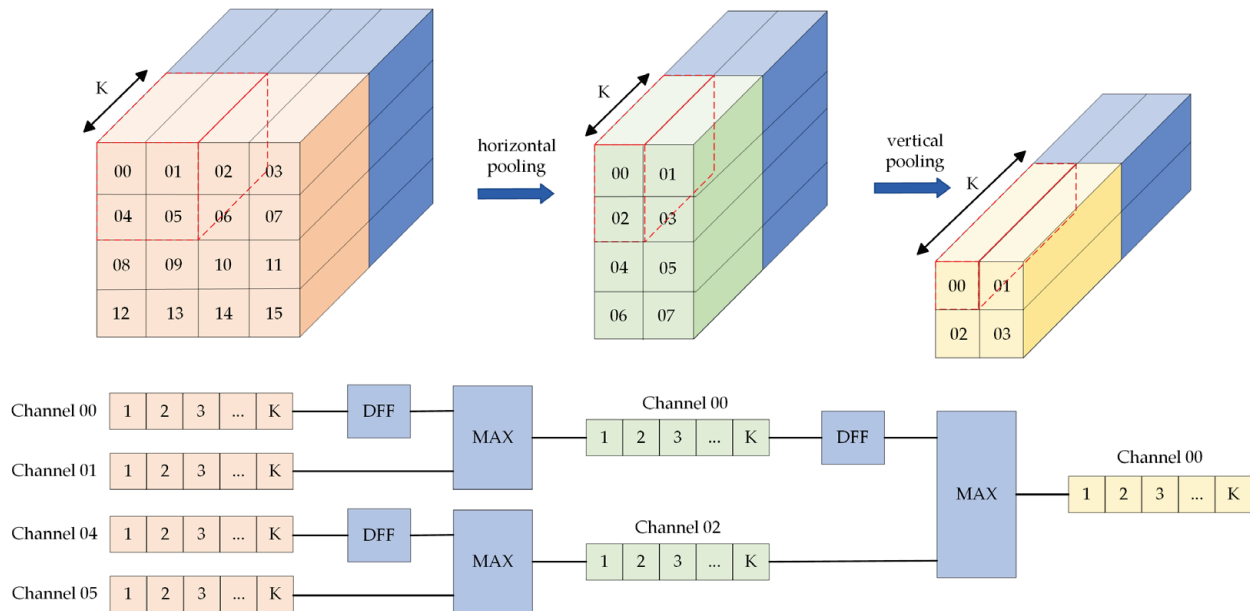 K
00 01 02 03
04 05 06 07
08 09 10 11
12 13 14 15
horizontal
pooling
K
00 01
02 03
04 05
06 07
vertical
pooling
K
00 01
02 03
Channel 00 1 2 3 ... K DFF
MAX
Channel 01 1 2 3 ... K
Channel 04 1 2 3 ... K DFF
MAX
Channel 05 1 2 3 ... K
Channel 00
1 2 3 ... K DFF
Channel 02
1 2 3 ... K
MAX
Channel 00
1 2 3 ... K